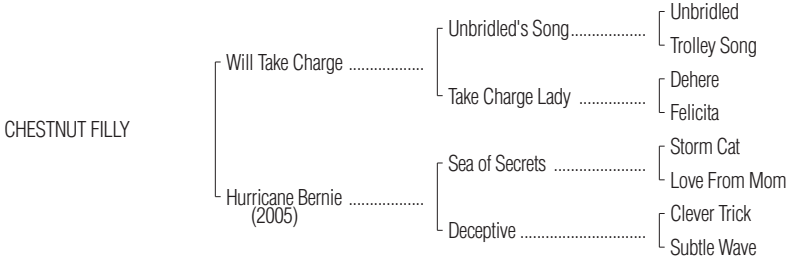 Unbridled
Unbridled's Song..................
Trolley Song
Will Take Charge ..................
Dehere
Take Charge Lady ................
Felicita
CHESTNUT FILLY
Storm Cat
Sea of Secrets ......................
Love From Mom
Hurricane Bernie ..................
(2005)
Clever Trick
Deceptive ..............................
Subtle Wave